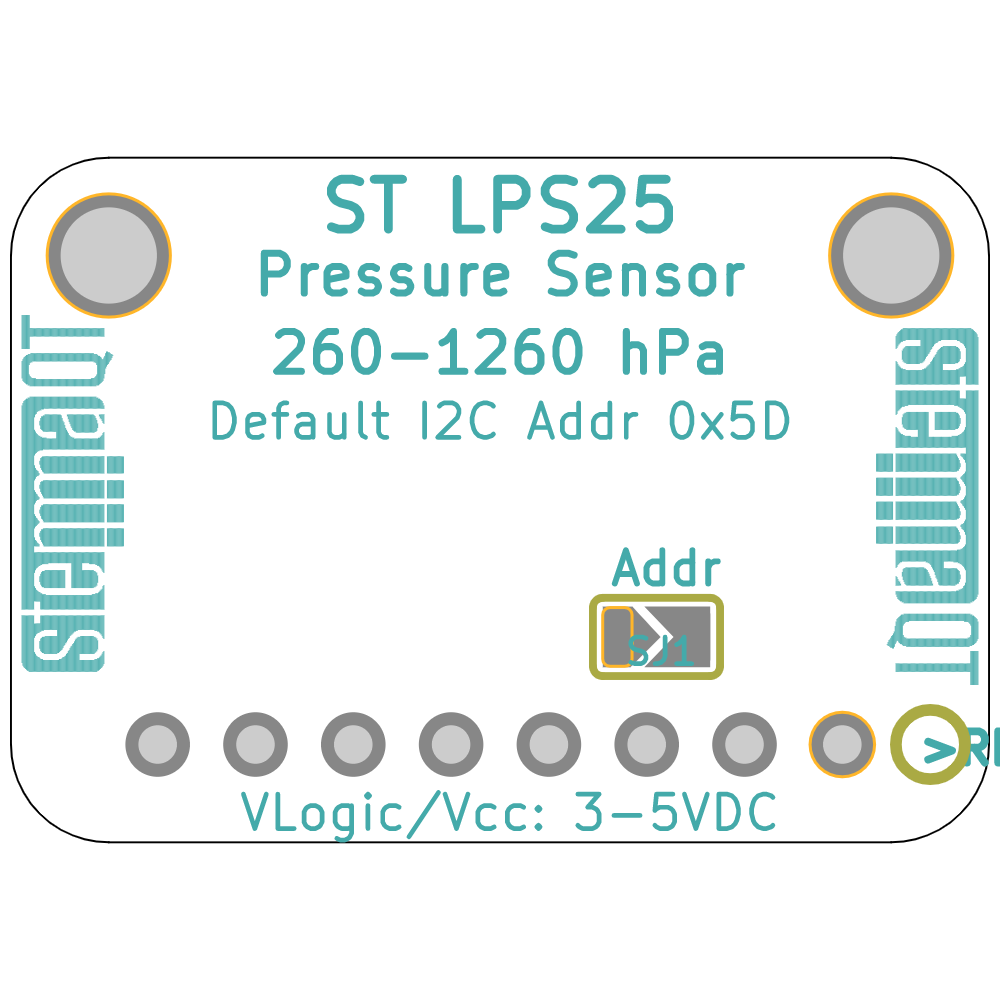 ST LPS25
Pressure Sensor
260-1260 hPa
Default I2C Addr 0x5D
stemmaQT
stemmaQT
Addr
SJ1
VLogic/Vcc: 3-5VDC